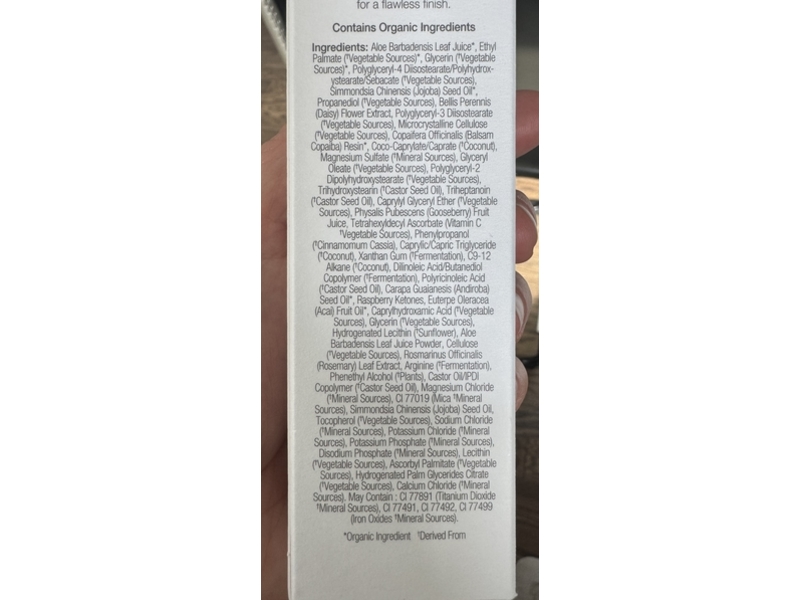 for a flawless finish.
Contains Organic Ingredients
Ingredients: Aloe Barbadensis Leaf Juice*, Ethyl
Palmate (†Vegetable Sources)*, Glycerin (†Vegetable
Sources)*, Polyglyceryl-4 Diisostearate/Polyhydrox-
ystearate/Sebacate (†Vegetable Sources),
Simmondsia Chinensis (Jojoba) Seed Oil*,
Propanediol (†Vegetable Sources), Bellis Perennis
(Daisy) Flower Extract, Polyglyceryl-3 Diisostearate
(†Vegetable Sources), Microcrystalline Cellulose
(†Vegetable Sources), Copaifera Officinalis (Balsam
Copaiba) Resin*, Coco-Caprylate/Caprate (†Coconut),
Magnesium Sulfate (†Mineral Sources), Glyceryl
Oleate (†Vegetable Sources), Polyglyceryl-2
Dipolyhydroxystearate (†Vegetable Sources),
Trihydroxystearin (†Castor Seed Oil), Triheptanoin
(†Castor Seed Oil), Caprylyl Glyceryl Ether (†Vegetable
Sources), Physalis Pubescens (Gooseberry) Fruit
Juice, Tetrahexyldecyl Ascorbate (Vitamin C
†Vegetable Sources), Phenylpropanol
(†Cinnamomum Cassia), Caprylic/Capric Triglyceride
(†Coconut), Xanthan Gum (†Fermentation), C9-12
Alkane (†Coconut), Dilinoleic Acid/Butanediol
Copolymer (†Fermentation), Polyricinoleic Acid
(†Castor Seed Oil), Carapa Guaianesis (Andiroba)
Seed Oil*, Raspberry Ketones, Euterpe Oleracea
(Acai) Fruit Oil*, Caprylhydroxamic Acid (†Vegetable
Sources), Glycerin (†Vegetable Sources),
Hydrogenated Lecithin (†Sunflower), Aloe
Barbadensis Leaf Juice Powder, Cellulose
(†Vegetable Sources), Rosmarinus Officinalis
(Rosemary) Leaf Extract, Arginine (†Fermentation),
Phenethyl Alcohol (†Plants), Castor Oil/IPDI
Copolymer (†Castor Seed Oil), Magnesium Chloride
(†Mineral Sources), CI 77019 (Mica †Mineral
Sources), Simmondsia Chinensis (Jojoba) Seed Oil,
Tocopherol (†Vegetable Sources), Sodium Chloride
(†Mineral Sources), Potassium Chloride (†Mineral
Sources), Potassium Phosphate (†Mineral Sources),
Disodium Phosphate (†Mineral Sources), Lecithin
(†Vegetable Sources), Ascorbyl Palmitate (†Vegetable
Sources), Hydrogenated Palm Glycerides Citrate
(†Vegetable Sources), Calcium Chloride (†Mineral
Sources). May Contain : CI 77891 (Titanium Dioxide
†Mineral Sources), CI 77491, CI 77492, CI 77499
(Iron Oxides †Mineral Sources).
*Organic Ingredient †Derived From